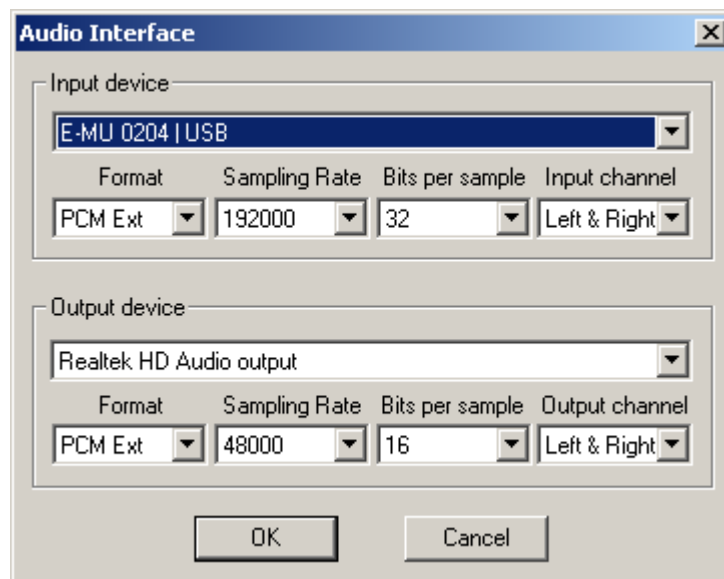 Audio Interface
Input device
E-MU 0204 | USB
Format Sampling Rate Bits per sample Input channel
PCM Ext 192000 32 Left & Right
Output device
Realtek HD Audio output
Format Sampling Rate Bits per sample Output channel
PCM Ext 48000 16 Left & Right
OK Cancel